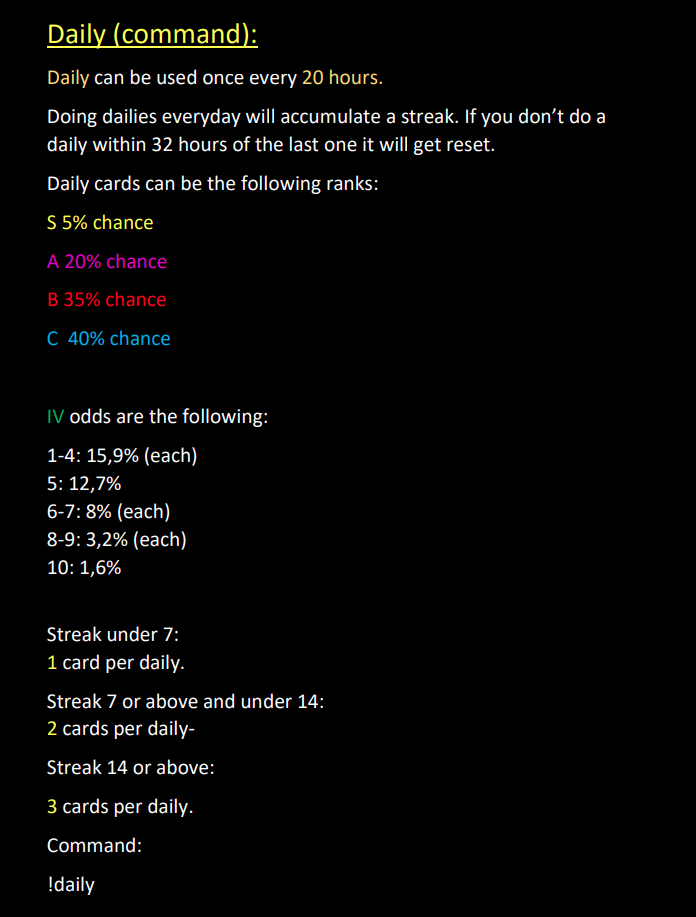 Daily (command):
Daily can be used once every 20 hours.
Doing dailies everyday will accumulate a streak. If you don’t do a
daily within 32 hours of the last one it will get reset.
Daily cards can be the following ranks:
S 5% chance
A 20% chance
B 35% chance
C  40% chance
IV odds are the following:
1-4: 15,9% (each)
5: 12,7%
6-7: 8% (each)
8-9: 3,2% (each)
10: 1,6%
Streak under 7:
1 card per daily.
Streak 7 or above and under 14:
2 cards per daily-
Streak 14 or above:
3 cards per daily.
Command:
!daily